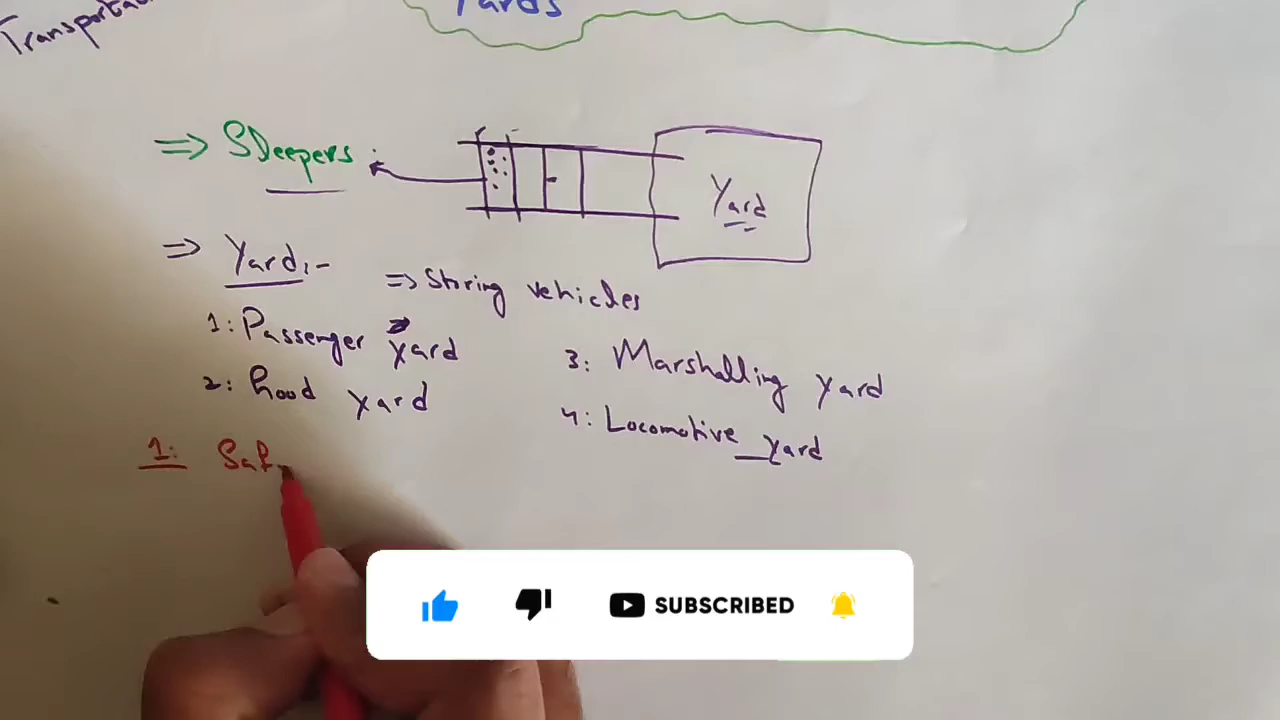 Transportat
Yards
⇒ Sleepers
Yard
⇒ Yard:-
⇒ Storing vehicles
1: Passenger Yard
2: Good Yard
3: Marshalling yard
4: Locomotive yard
1: Saf
SUBSCRIBED